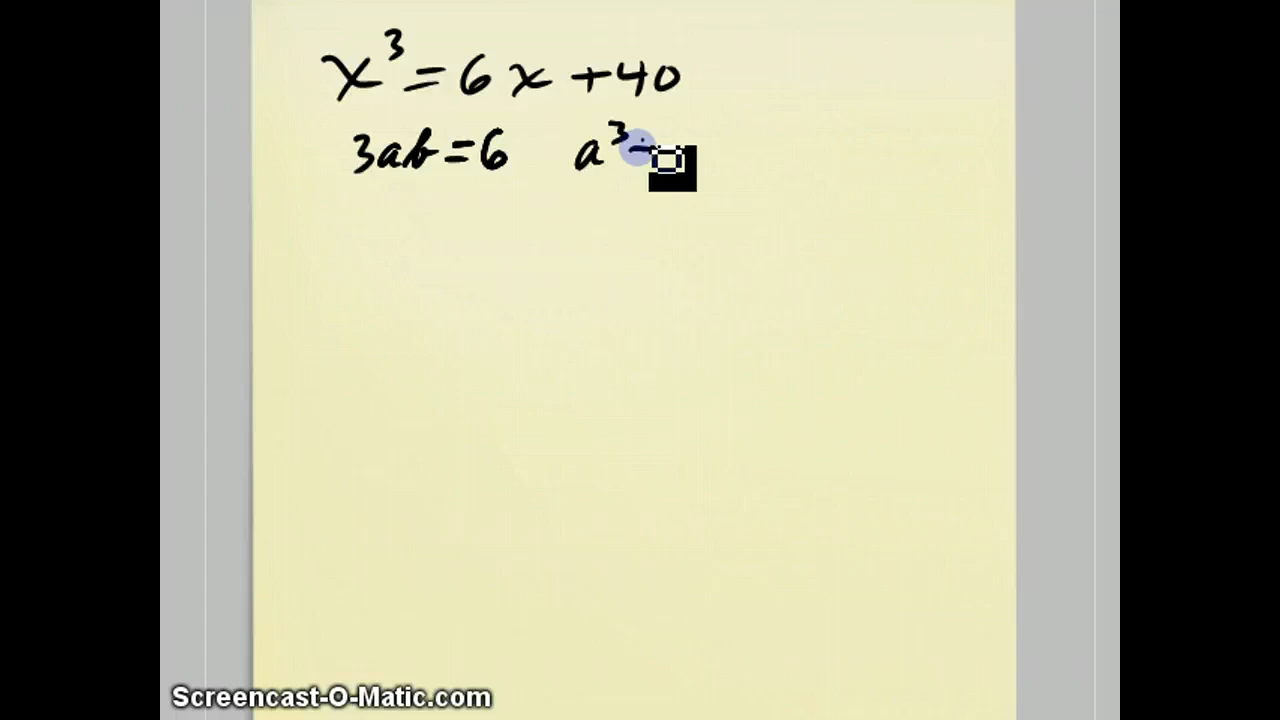 x³ = 6x + 40
3ab = 6 a³ -
Screencast-O-Matic.com